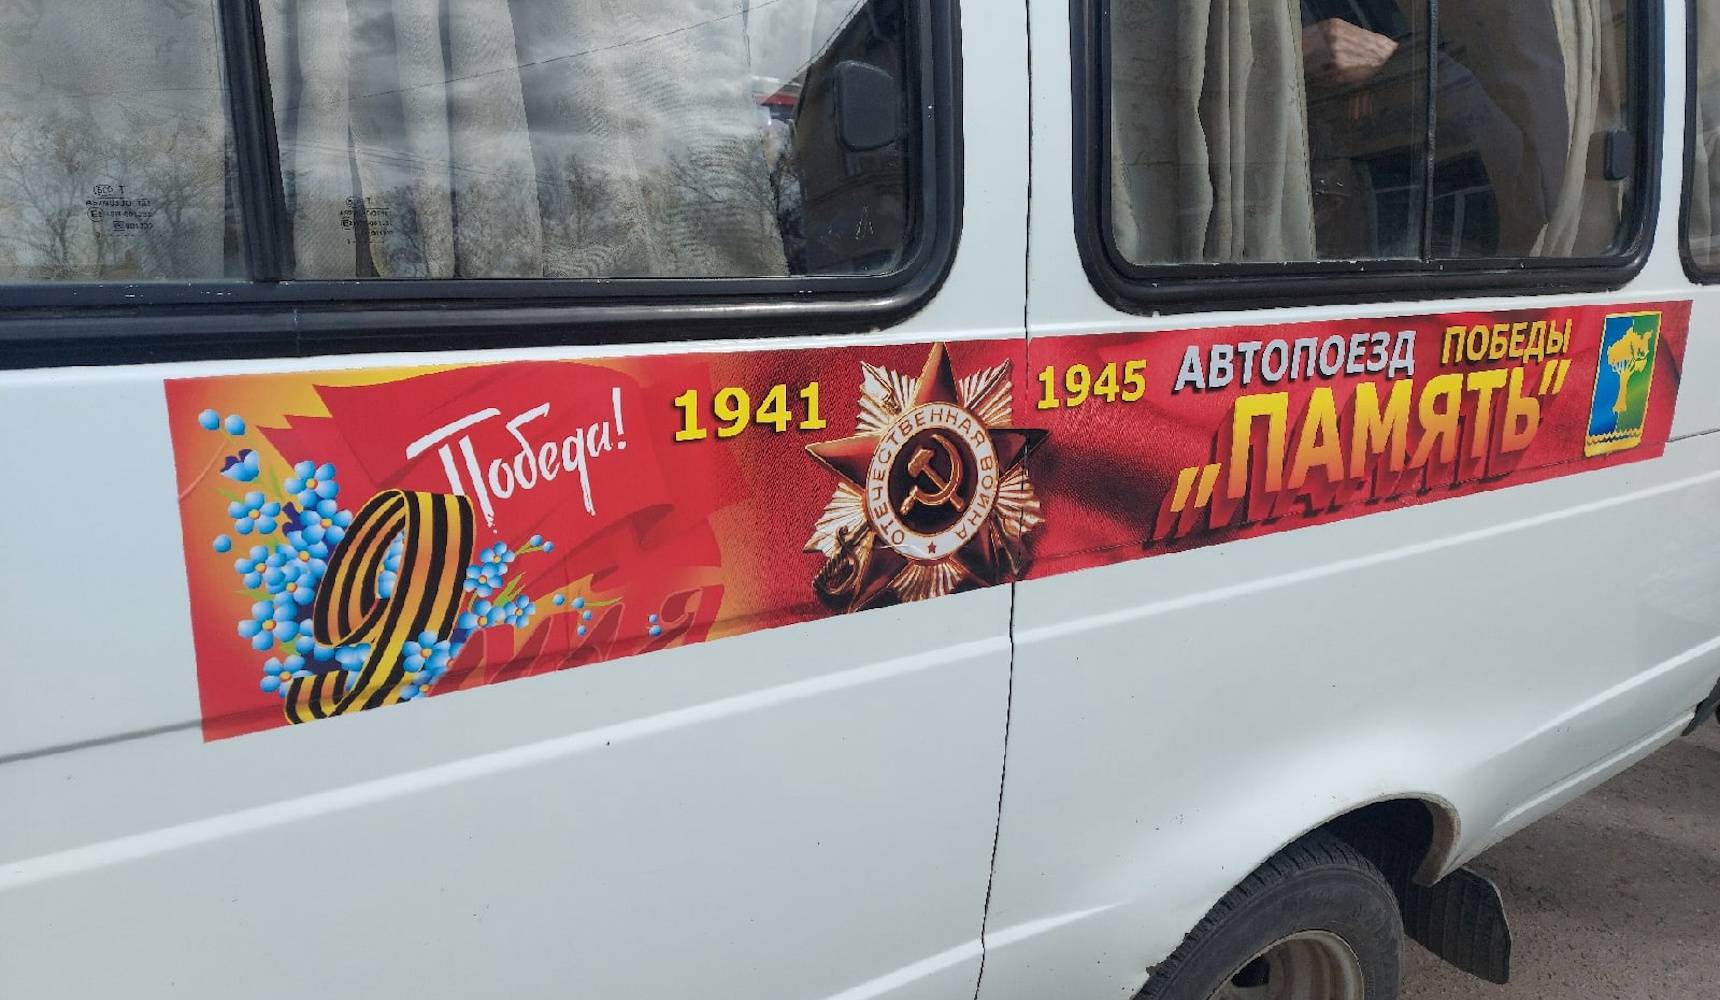 Победа!
9 мая
1941
1945
ОТЕЧЕСТВЕННАЯ ВОЙНА
АВТОПОЕЗД ПОБЕДЫ
„ПАМЯТЬ”